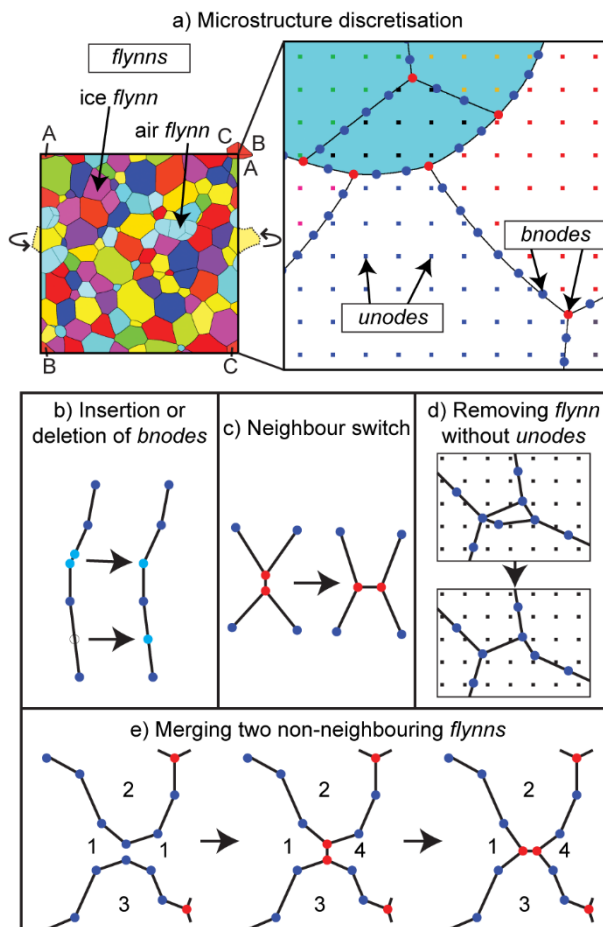 a) Microstructure discretisation
flynns
ice flynn
air flynn
A
C
B
A
B
C
bnodes
unodes
b) Insertion or
deletion of bnodes
c) Neighbour switch
d) Removing flynn
without unodes
e) Merging two non-neighbouring flynns
2
1
1
3
2
1
4
3
2
1
4
3